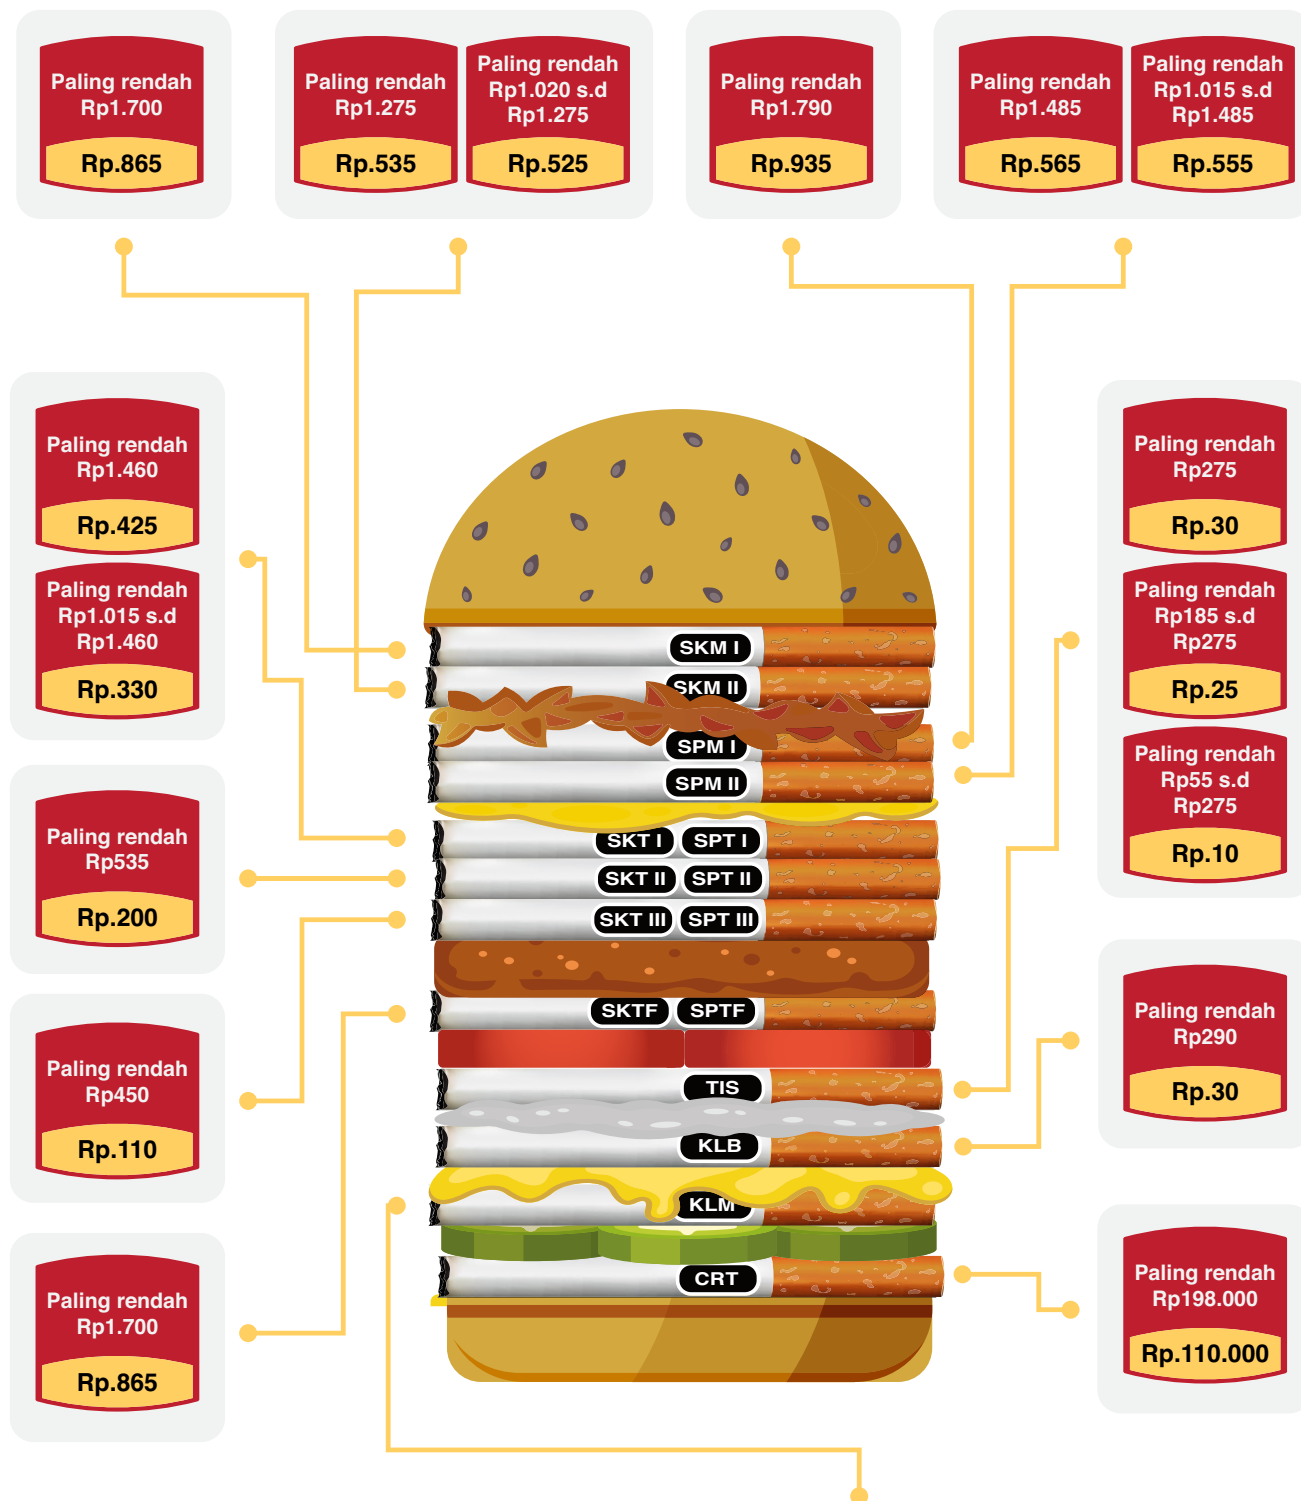 Paling rendah
Rp1.700
Rp.865
Paling rendah
Rp1.275
Rp.535
Paling rendah
Rp1.020 s.d
Rp1.275
Rp.525
Paling rendah
Rp1.790
Rp.935
Paling rendah
Rp1.485
Rp.565
Paling rendah
Rp1.015 s.d
Rp1.485
Rp.555
Paling rendah
Rp1.460
Rp.425
Paling rendah
Rp1.015 s.d
Rp1.460
Rp.330
Paling rendah
Rp535
Rp.200
Paling rendah
Rp450
Rp.110
Paling rendah
Rp1.700
Rp.865
SKM I
SKM II
SPM I
SPM II
SKT I SPT I
SKT II SPT II
SKT III SPT III
SKTF SPTF
TIS
KLB
KLM
CRT
Paling rendah
Rp275
Rp.30
Paling rendah
Rp185 s.d
Rp275
Rp.25
Paling rendah
Rp55 s.d
Rp275
Rp.10
Paling rendah
Rp290
Rp.30
Paling rendah
Rp198.000
Rp.110.000